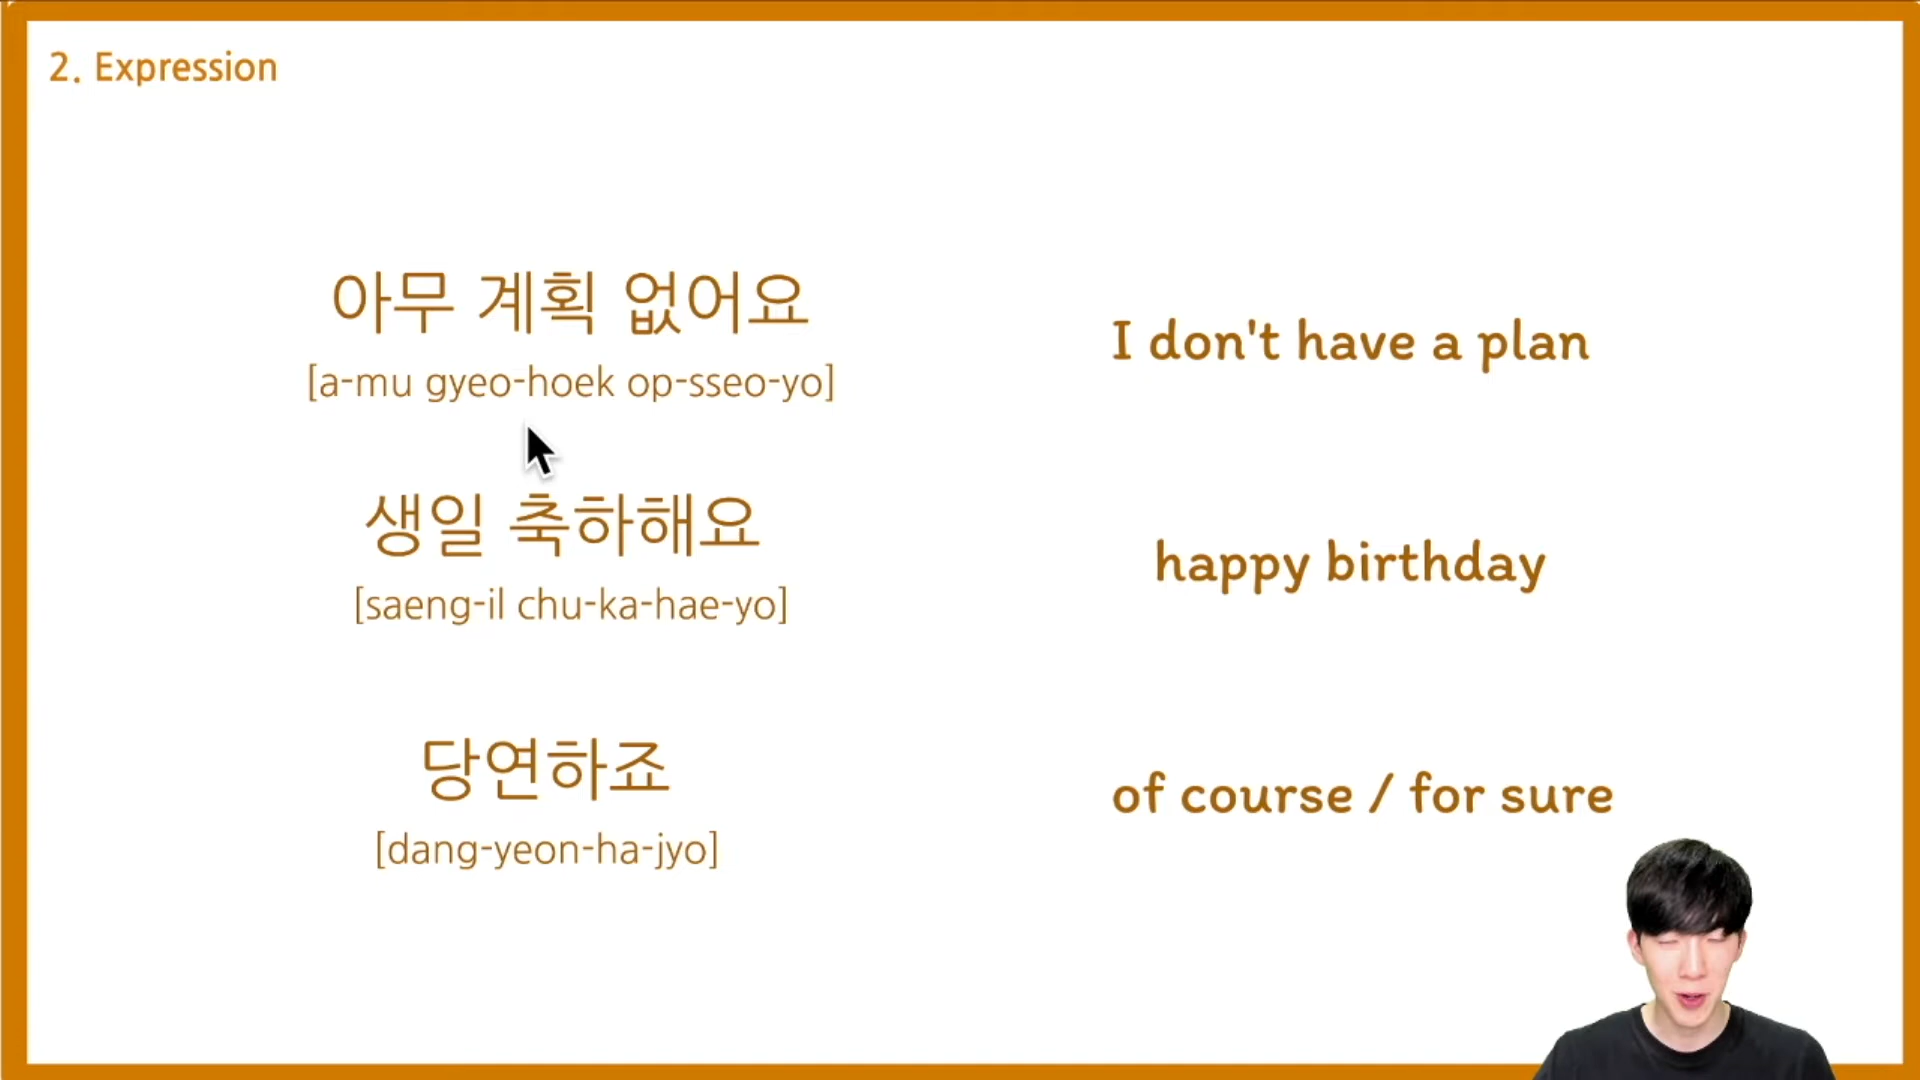 2. Expression
아무 계획 없어요
[a-mu gyeo-hoek op-sseo-yo]
I don't have a plan
생일 축하해요
[saeng-il chu-ka-hae-yo]
happy birthday
당연하죠
[dang-yeon-ha-jyo]
of course / for sure